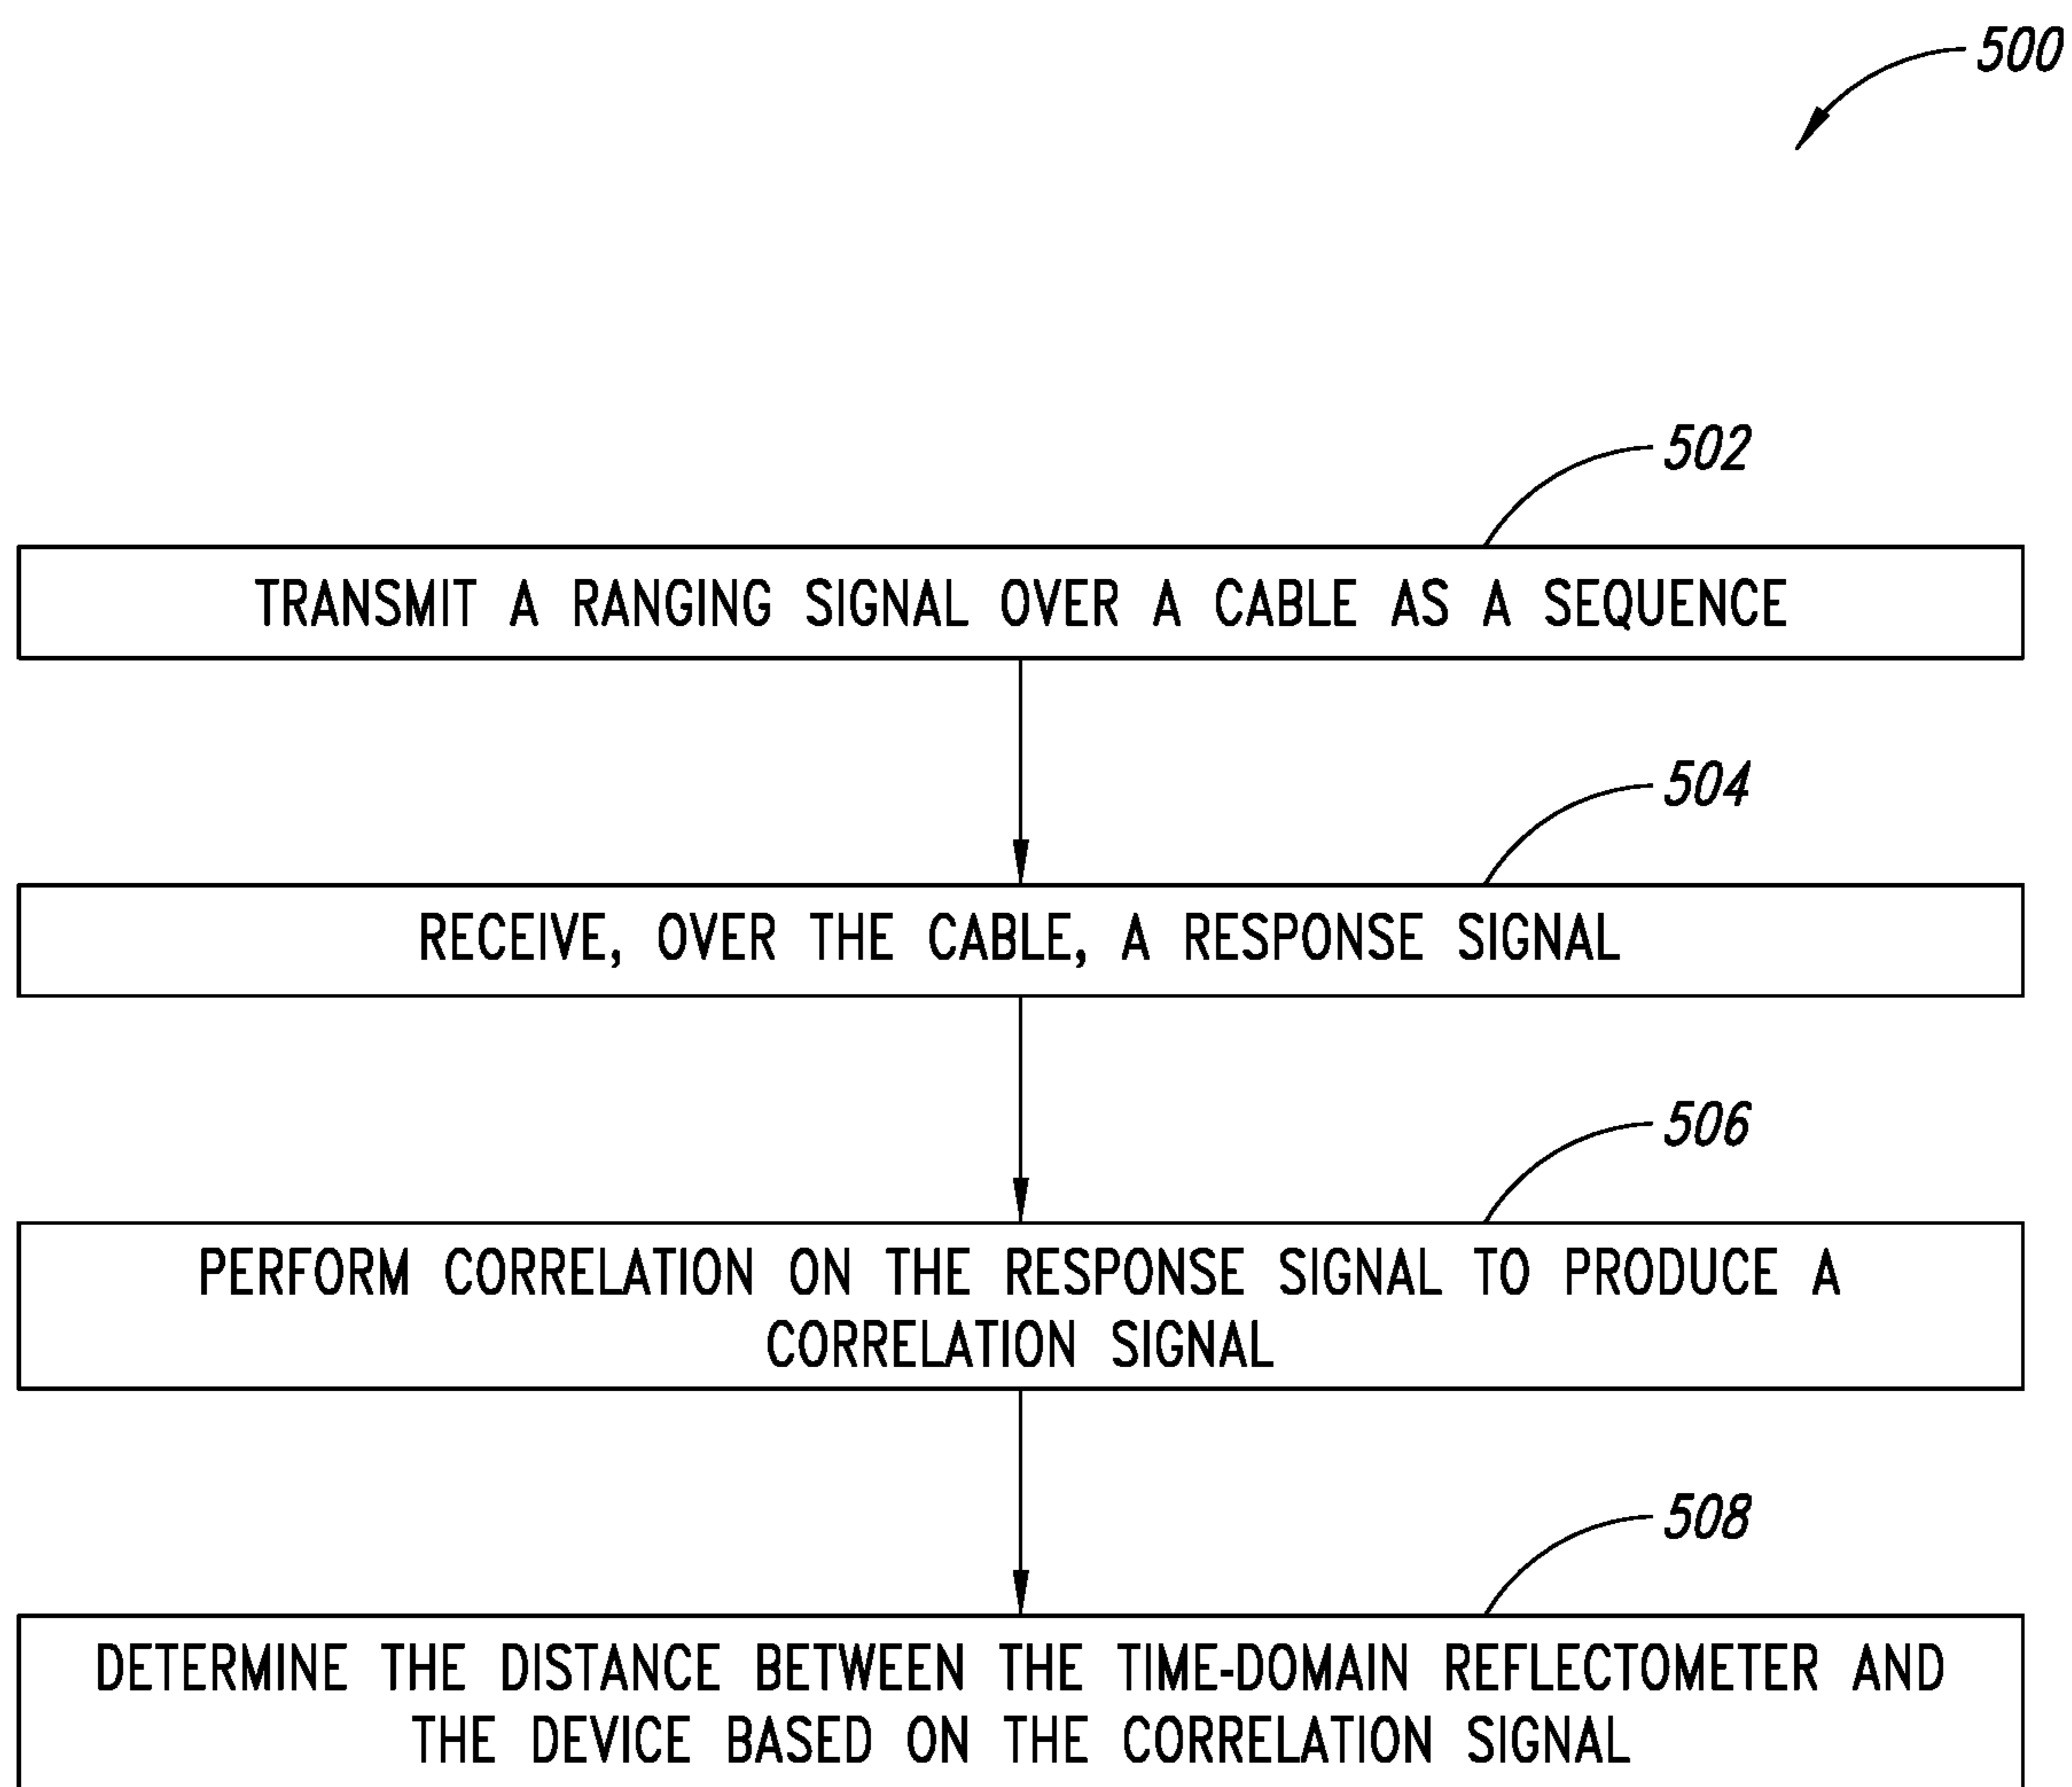 500
502
TRANSMIT A RANGING SIGNAL OVER A CABLE AS A SEQUENCE
504
RECEIVE, OVER THE CABLE, A RESPONSE SIGNAL
506
PERFORM CORRELATION ON THE RESPONSE SIGNAL TO PRODUCE A
CORRELATION SIGNAL
508
DETERMINE THE DISTANCE BETWEEN THE TIME-DOMAIN REFLECTOMETER AND
THE DEVICE BASED ON THE CORRELATION SIGNAL